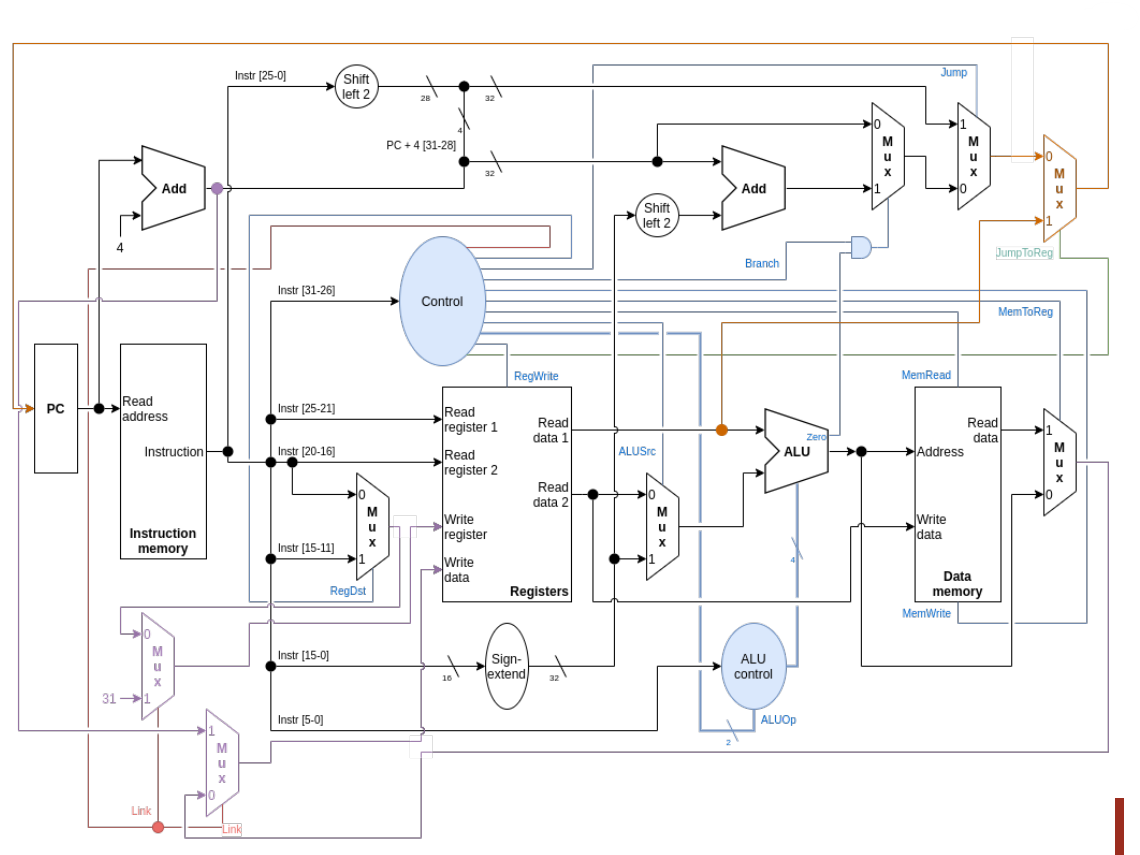 Instr [25-0]
Shift
left 2
28
32
Jump
4
PC + 4 [31-28]
32
0
1
M
u
x
1
0
M
u
x
0
1
M
u
x
Add
4
Add
Shift
left 2
Branch
JumpToReg
Control
Instr [31-26]
MemToReg
RegWrite
MemRead
PC
Read
address
Instruction
Instruction
memory
Instr [25-21]
Instr [20-16]
Instr [15-11]
0
1
M
u
x
RegDst
Read
register 1
Read
register 2
Write
register
Write
data
Read
data 1
Read
data 2
Registers
ALUSrc
0
1
M
u
x
Zero
ALU
4
Address
Write
data
Read
data
Data
memory
MemWrite
1
0
M
u
x
0
31
1
M
u
x
Instr [15-0]
16
Sign-
extend
32
ALU
control
ALUOp
2
Instr [5-0]
1
0
M
u
x
Link
Link